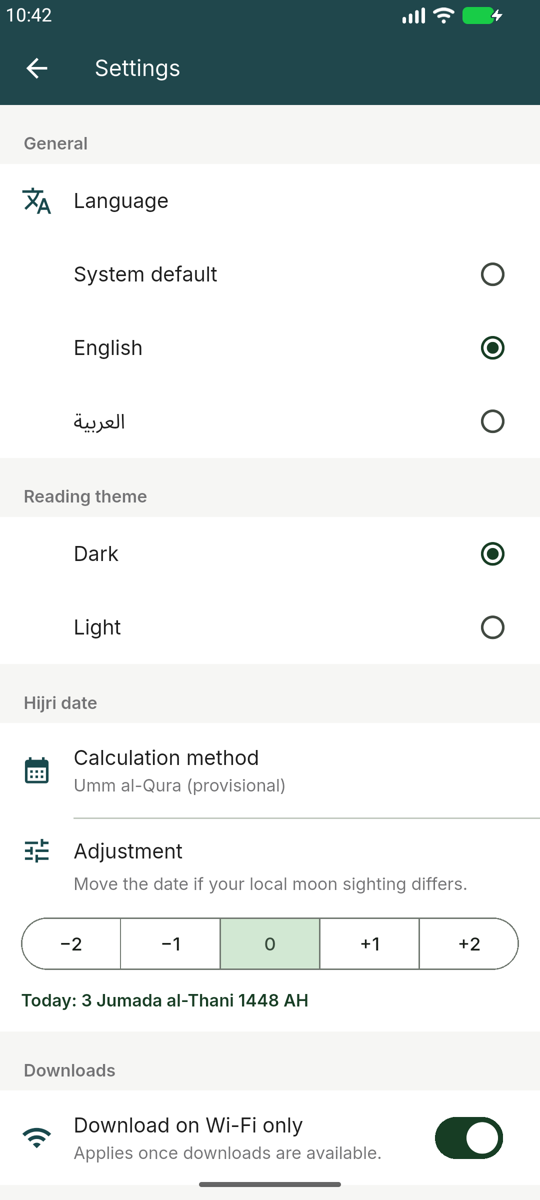 10:42
Settings
General
Language
System default
English
العربية
Reading theme
Dark
Light
Hijri date
Calculation method
Umm al-Qura (provisional)
Adjustment
Move the date if your local moon sighting differs.
−2 −1 0 +1 +2
Today: 3 Jumada al-Thani 1448 AH
Downloads
Download on Wi-Fi only
Applies once downloads are available.